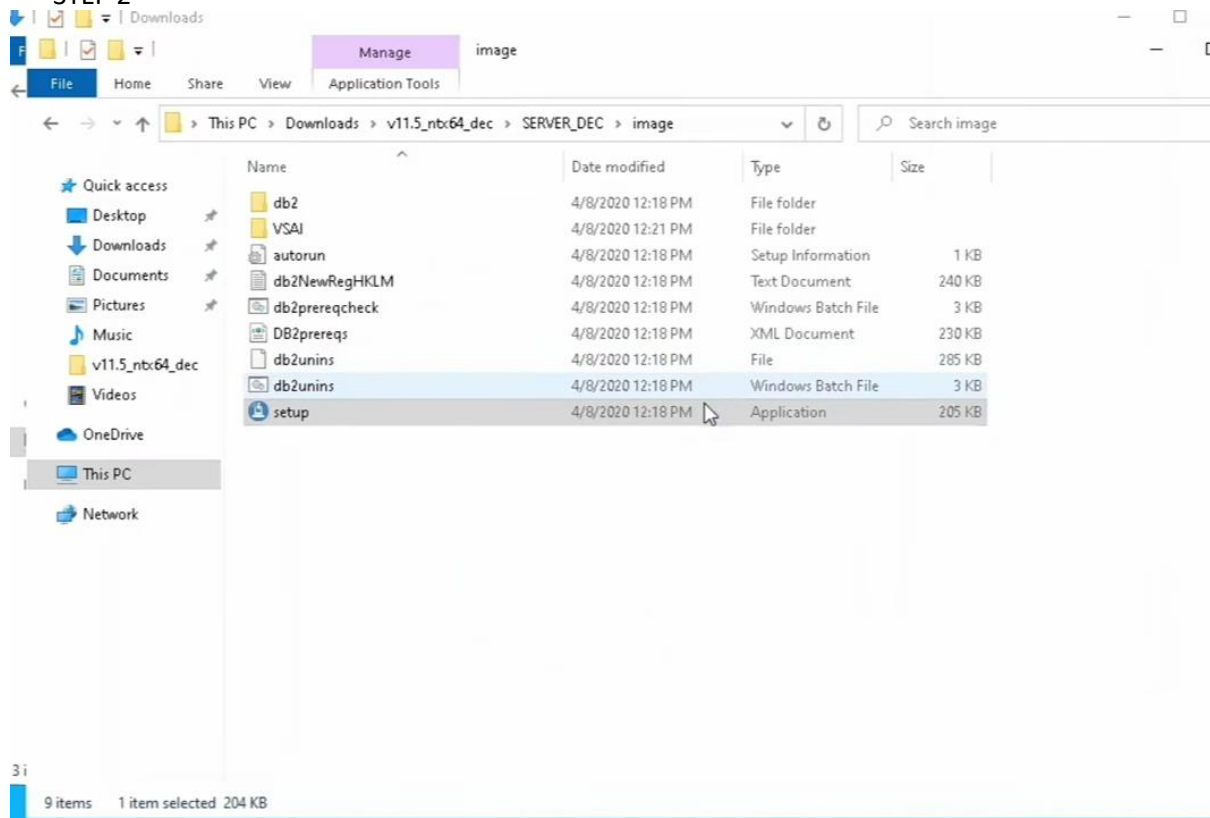 STEP-2
Downloads
Manage image
File Home Share View Application Tools
This PC > Downloads > v11.5_ntx64_dec > SERVER_DEC > image Search image
Name Date modified Type Size
Quick access
Desktop
Downloads
Documents
Pictures
Music
v11.5_ntx64_dec
Videos
OneDrive
This PC
Network
db2 4/8/2020 12:18 PM File folder
VSAI 4/8/2020 12:21 PM File folder
autorun 4/8/2020 12:18 PM Setup Information 1 KB
db2NewRegHKLM 4/8/2020 12:18 PM Text Document 240 KB
db2prereqcheck 4/8/2020 12:18 PM Windows Batch File 3 KB
DB2prereqs 4/8/2020 12:18 PM XML Document 230 KB
db2unins 4/8/2020 12:18 PM File 285 KB
db2unins 4/8/2020 12:18 PM Windows Batch File 3 KB
setup 4/8/2020 12:18 PM Application 205 KB
3 i
9 items 1 item selected 204 KB